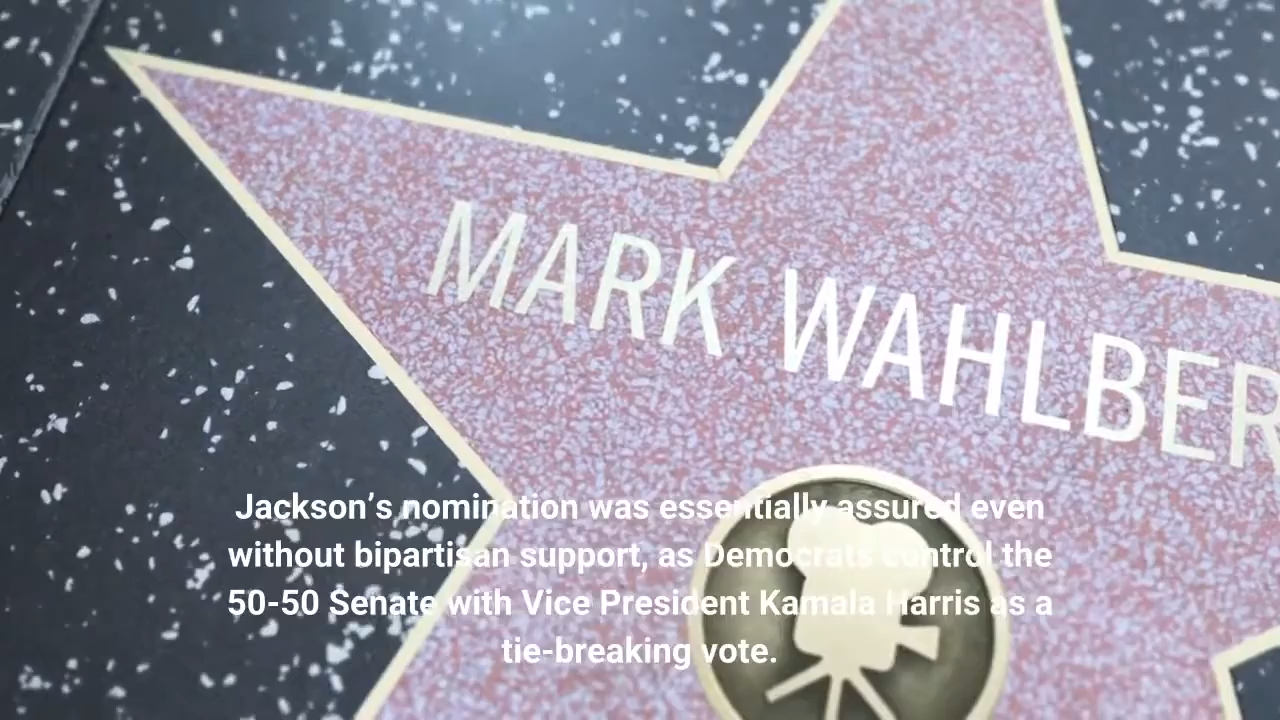 MARK WAHLBER
Jackson’s nomination was essentially assured even
without bipartisan support, as Democrats control the
50-50 Senate with Vice President Kamala Harris as a
tie-breaking vote.